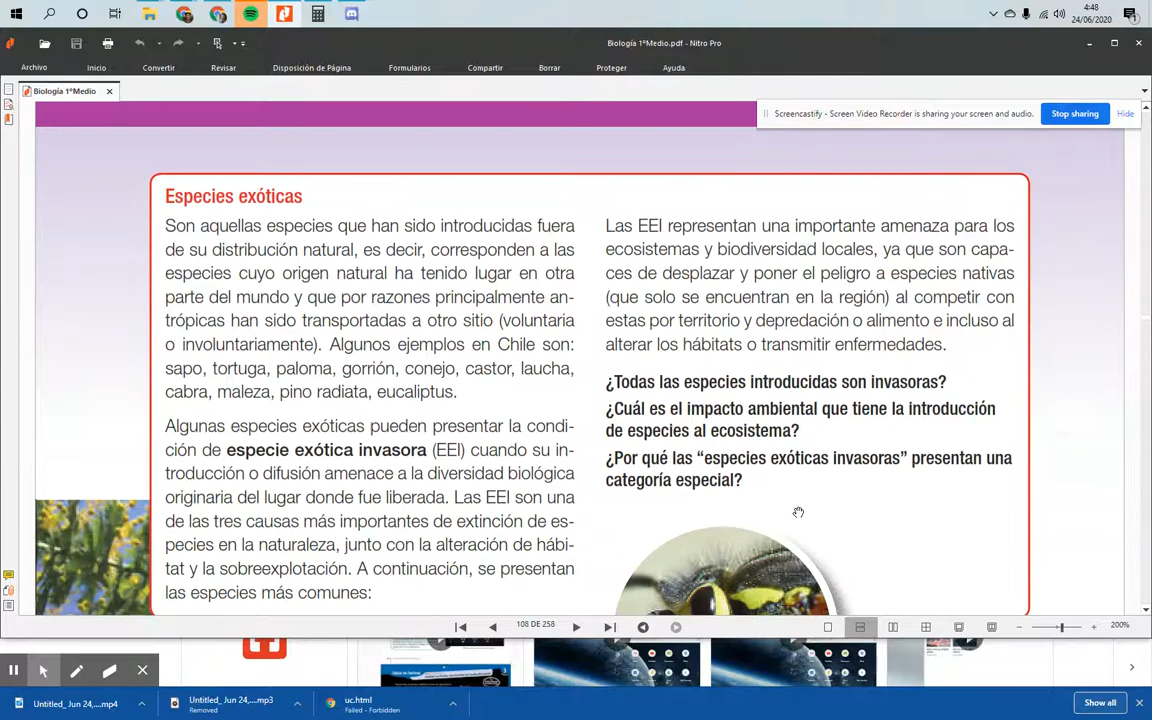 4:48
24/06/2020
Biología 1ºMedio.pdf - Nitro Pro
Archivo
Inicio
Convertir
Revisar
Disposición de Página
Formularios
Compartir
Borrar
Proteger
Ayuda
Biología 1ºMedio
Screencastify - Screen Video Recorder is sharing your screen and audio.
Stop sharing
Hide
Especies exóticas
Son aquellas especies que han sido introducidas fuera
de su distribución natural, es decir, corresponden a las
especies cuyo origen natural ha tenido lugar en otra
parte del mundo y que por razones principalmente an-
trópicas han sido transportadas a otro sitio (voluntaria
o involuntariamente). Algunos ejemplos en Chile son:
sapo, tortuga, paloma, gorrión, conejo, castor, laucha,
cabra, maleza, pino radiata, eucaliptus.
Algunas especies exóticas pueden presentar la condi-
ción de especie exótica invasora (EEI) cuando su in-
troducción o difusión amenace a la diversidad biológica
originaria del lugar donde fue liberada. Las EEI son una
de las tres causas más importantes de extinción de es-
pecies en la naturaleza, junto con la alteración de hábi-
tat y la sobreexplotación. A continuación, se presentan
las especies más comunes:
Las EEI representan una importante amenaza para los
ecosistemas y biodiversidad locales, ya que son capa-
ces de desplazar y poner el peligro a especies nativas
(que solo se encuentran en la región) al competir con
estas por territorio y depredación o alimento e incluso al
alterar los hábitats o transmitir enfermedades.
¿Todas las especies introducidas son invasoras?
¿Cuál es el impacto ambiental que tiene la introducción
de especies al ecosistema?
¿Por qué las “especies exóticas invasoras” presentan una
categoría especial?
108 DE 258
200%
Untitled_ Jun 24,....mp4
Untitled_ Jun 24,....mp3
Removed
uc.html
Failed - Forbidden
Show all